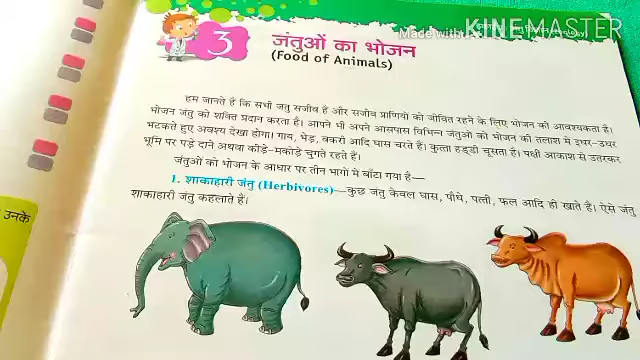 Made with KINEMASTER
3
जंतुओं का भोजन
(Food of Animals)
हम जानते हैं कि सभी जंतु सजीव हैं और सजीव प्राणियों को जीवित रहने के लिए भोजन की आवश्यकता है।
भोजन जंतु को शक्ति प्रदान करता है। आपने भी अपने आसपास विभिन्न जंतुओं को भोजन की तलाश में इधर-उधर
भटकते हुए अवश्य देखा होगा। गाय, भेड़, बकरी आदि घास चरते हैं। कुत्ता हड्डी चूसता है। पक्षी आकाश से उतरकर
भूमि पर पड़े दाने अथवा कीड़े-मकोड़े चुगते रहते हैं।
जंतुओं को भोजन के आधार पर तीन भागों में बाँटा गया है—
1. शाकाहारी जंतु (Herbivores)—कुछ जंतु केवल घास, पौधे, पत्ती, फल आदि ही खाते हैं। ऐसे जंतु
शाकाहारी जंतु कहलाते हैं।
उनके